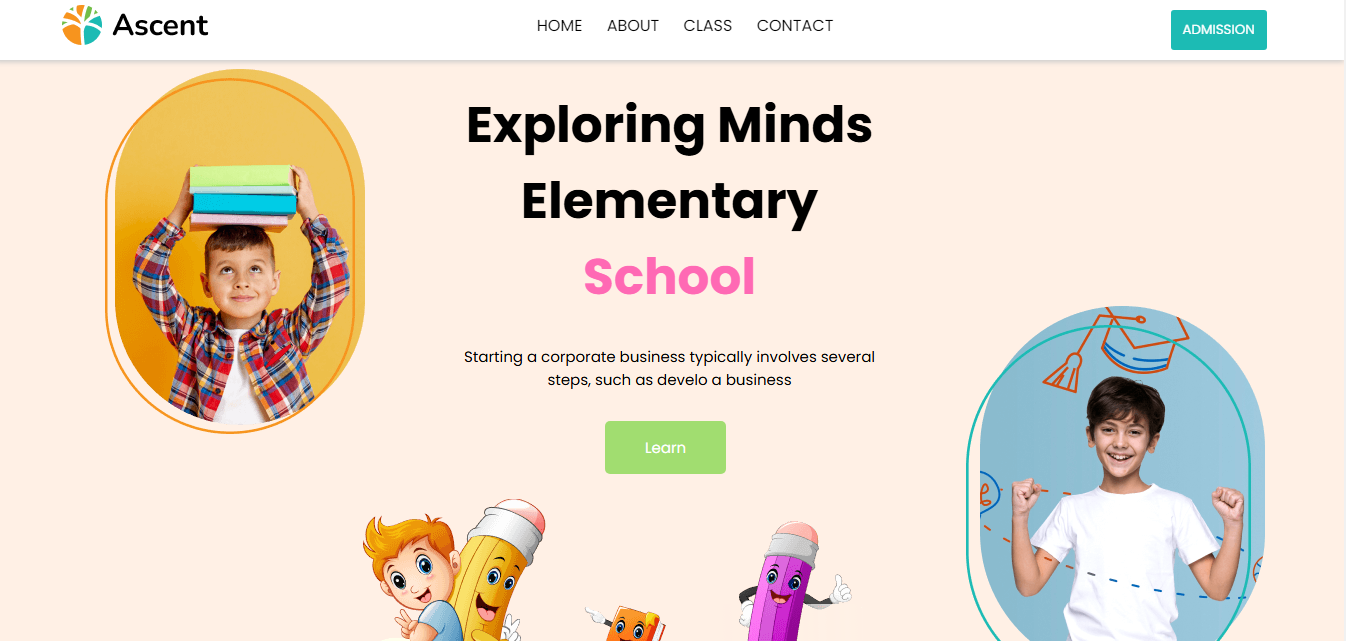 Ascent
HOME ABOUT CLASS CONTACT
ADMISSION
Exploring Minds
Elementary
School
Starting a corporate business typically involves several
steps, such as develo a business
Learn